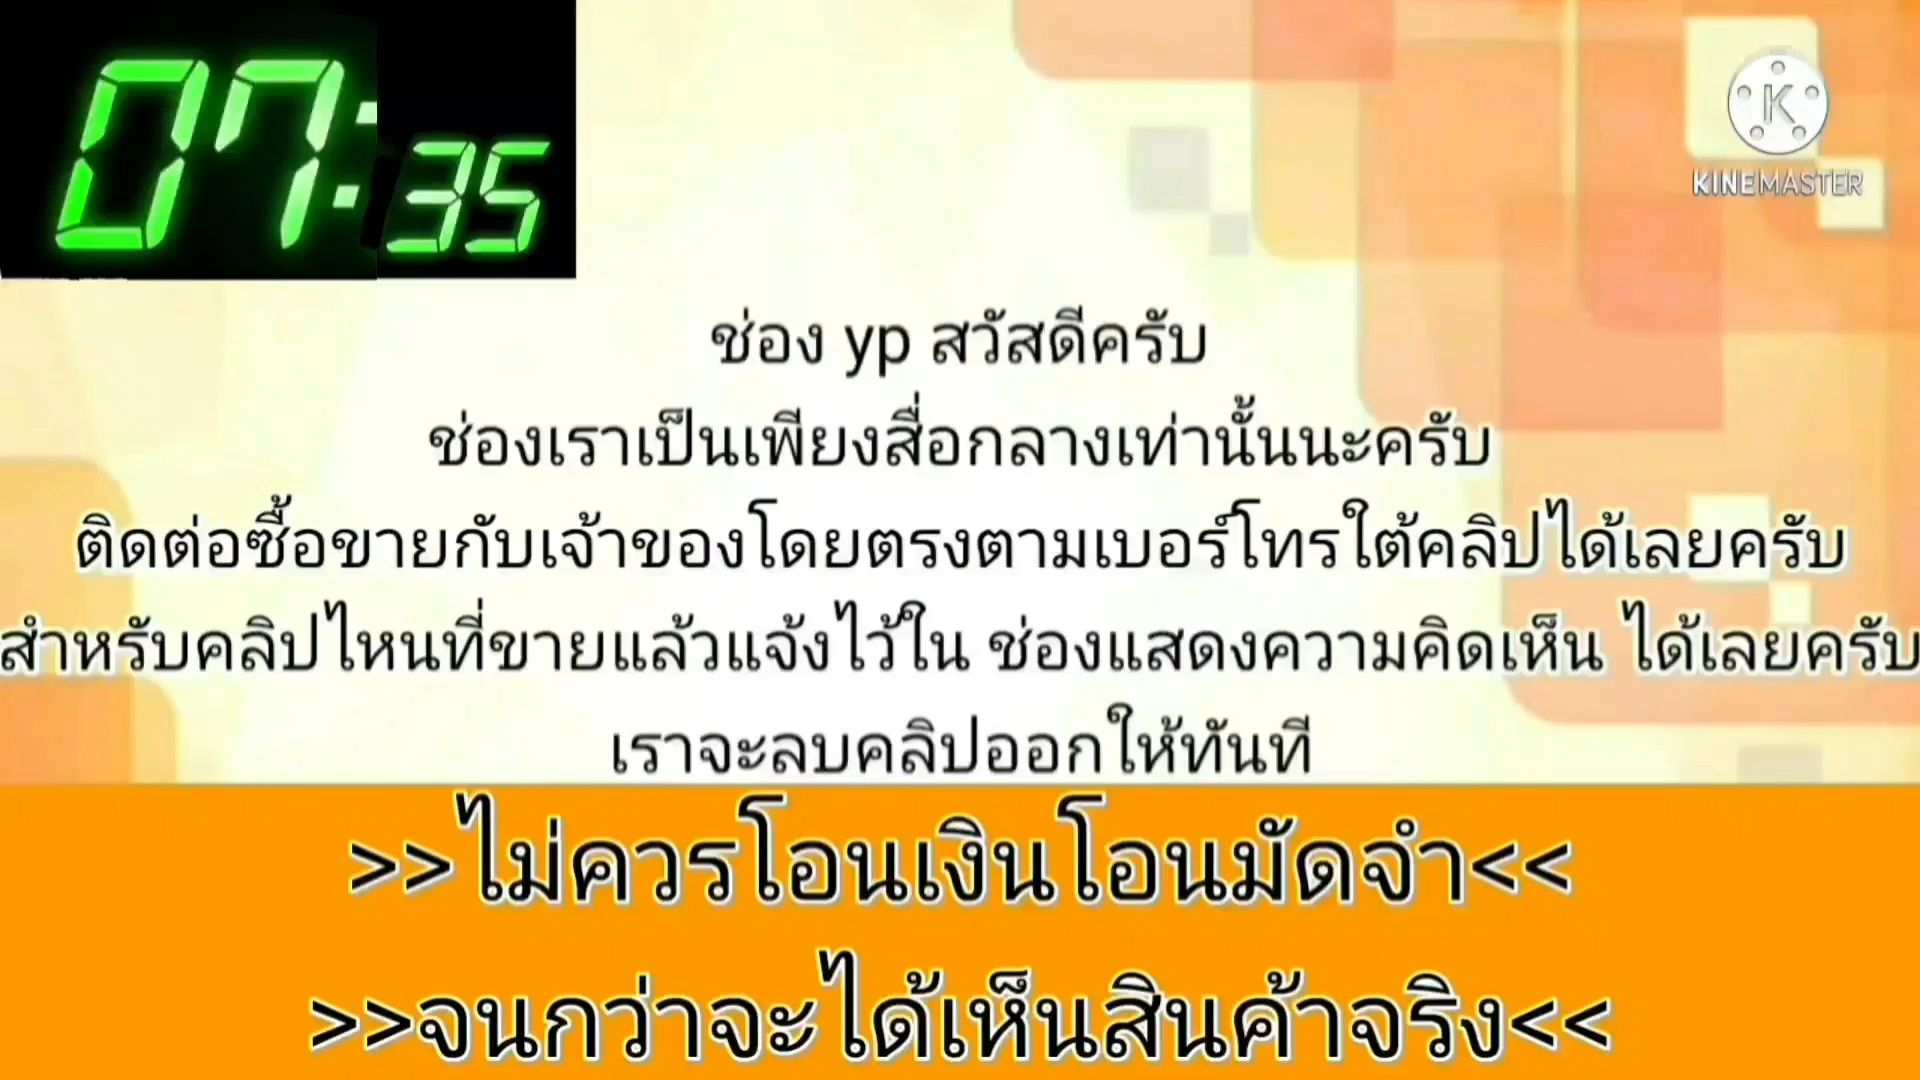 07:35
KINEMASTER
ช่อง yp สวัสดีครับ
ช่องเราเป็นเพียงสื่อกลางเท่านั้นนะครับ
ติดต่อซื้อขายกับเจ้าของโดยตรงตามเบอร์โทรใต้คลิปได้เลยครับ
สำหรับคลิปไหนที่ขายแล้วแจ้งไว้ใน ช่องแสดงความคิดเห็น ได้เลยครับ
เราจะลบคลิปออกให้ทันที
>>ไม่ควรโอนเงินโอนมัดจำ<<
>>จนกว่าจะได้เห็นสินค้าจริง<<